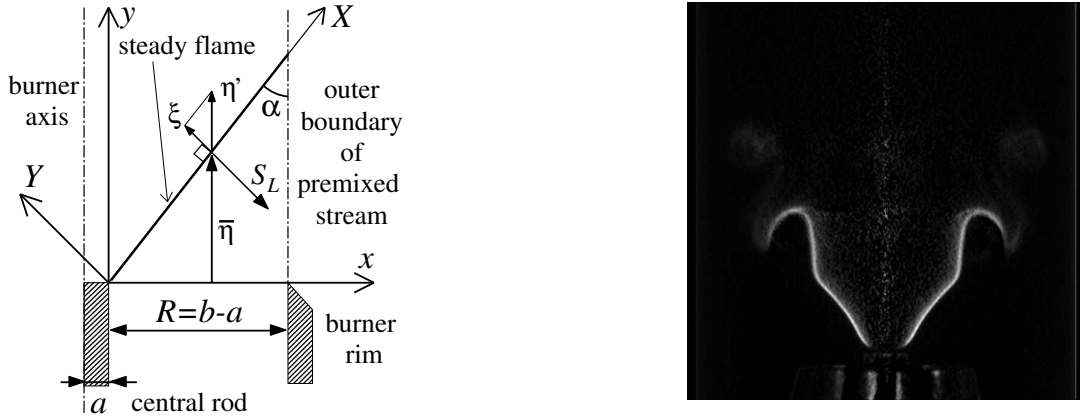 y
X
steady flame
burner
axis
η'
ξ
α
outer
boundary
of
premixed
stream
S_L
Y
η̄
x
R=b-a
burner
rim
a
central rod